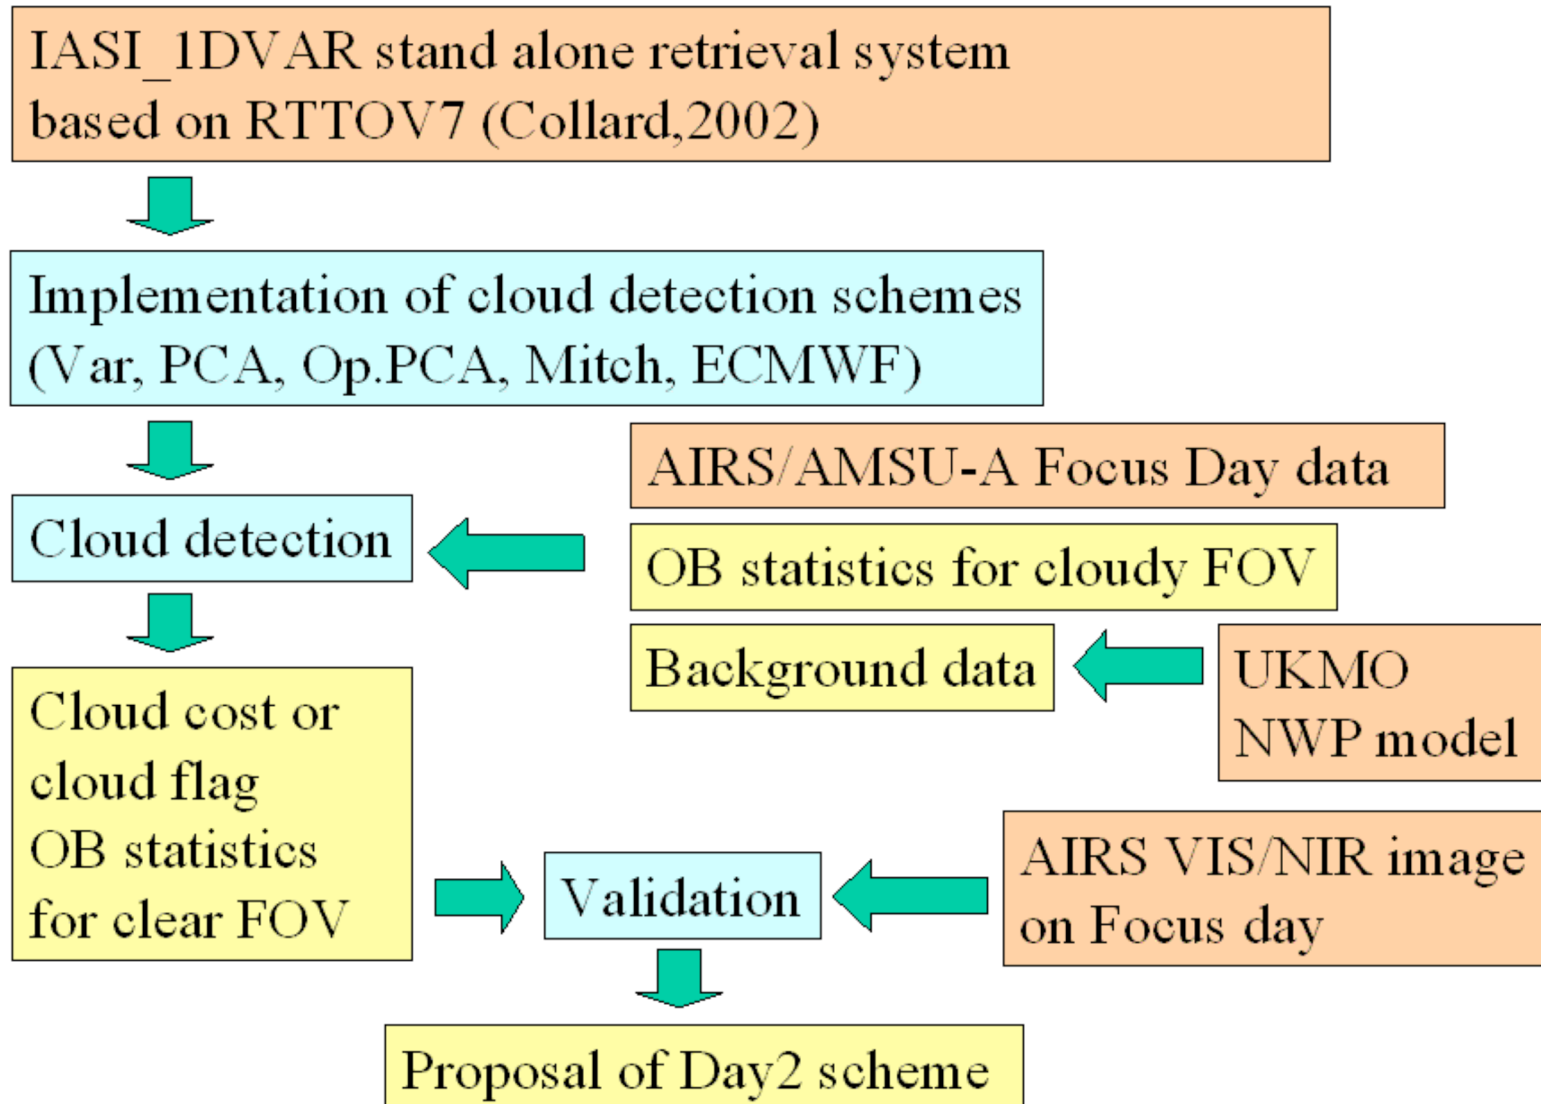 IASI_1DVAR stand alone retrieval system
based on RTTOV7 (Collard,2002)
Implementation of cloud detection schemes
(Var, PCA, Op.PCA, Mitch, ECMWF)
AIRS/AMSU-A Focus Day data
Cloud detection
OB statistics for cloudy FOV
Background data
UKMO
NWP model
Cloud cost or
cloud flag
OB statistics
for clear FOV
Validation
AIRS VIS/NIR image
on Focus day
Proposal of Day2 scheme